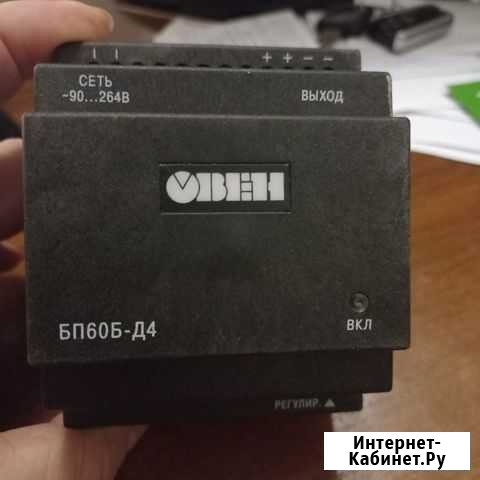 + + − −
СЕТЬ
~90...264В
ВЫХОД
ОВЕН
БП60Б-Д4
ВКЛ
РЕГУЛИР. ▲
Интернет-
Кабинет.Ру